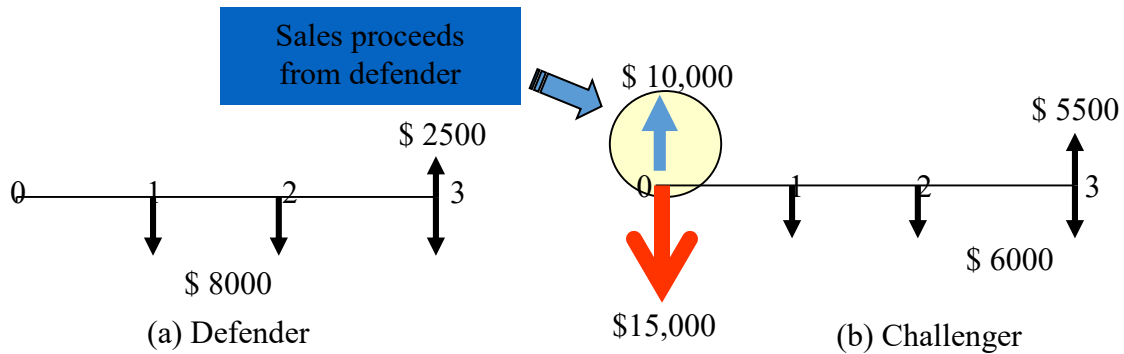 Sales proceeds
from defender
$ 10,000
$ 2500
$ 5500
0 1 2 3
0 1 2 3
$ 8000
$ 6000
$15,000
(a) Defender
(b) Challenger